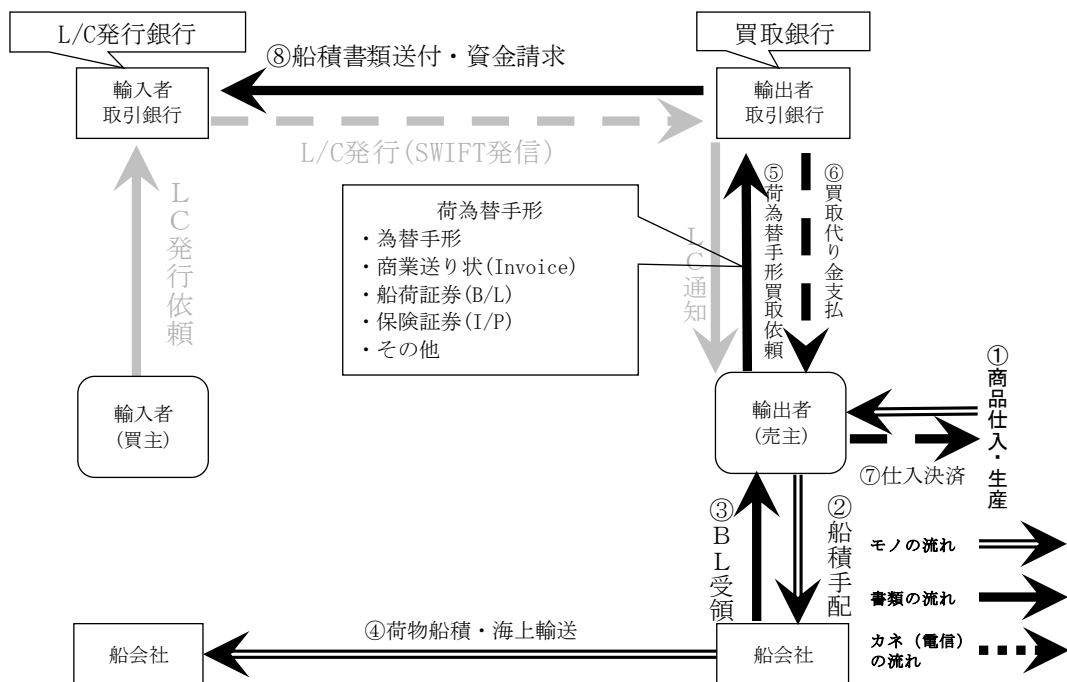 L/C発行銀行
買取銀行
⑧船積書類送付・資金請求
輸入者
取引銀行
輸出者
取引銀行
L/C発行(SWIFT発信)
LC発行依頼
荷為替手形
・為替手形
・商業送り状(Invoice)
・船荷証券(B/L)
・保険証券(I/P)
・その他
LC通知
⑤荷為替手形買取依頼
⑥買取代り金支払
①商品仕入・生産
輸入者
(買主)
輸出者
(売主)
⑦仕入決済
③BL受領
②船積手配
モノの流れ
書類の流れ
カネ（電信）
の流れ
④荷物船積・海上輸送
船会社
船会社